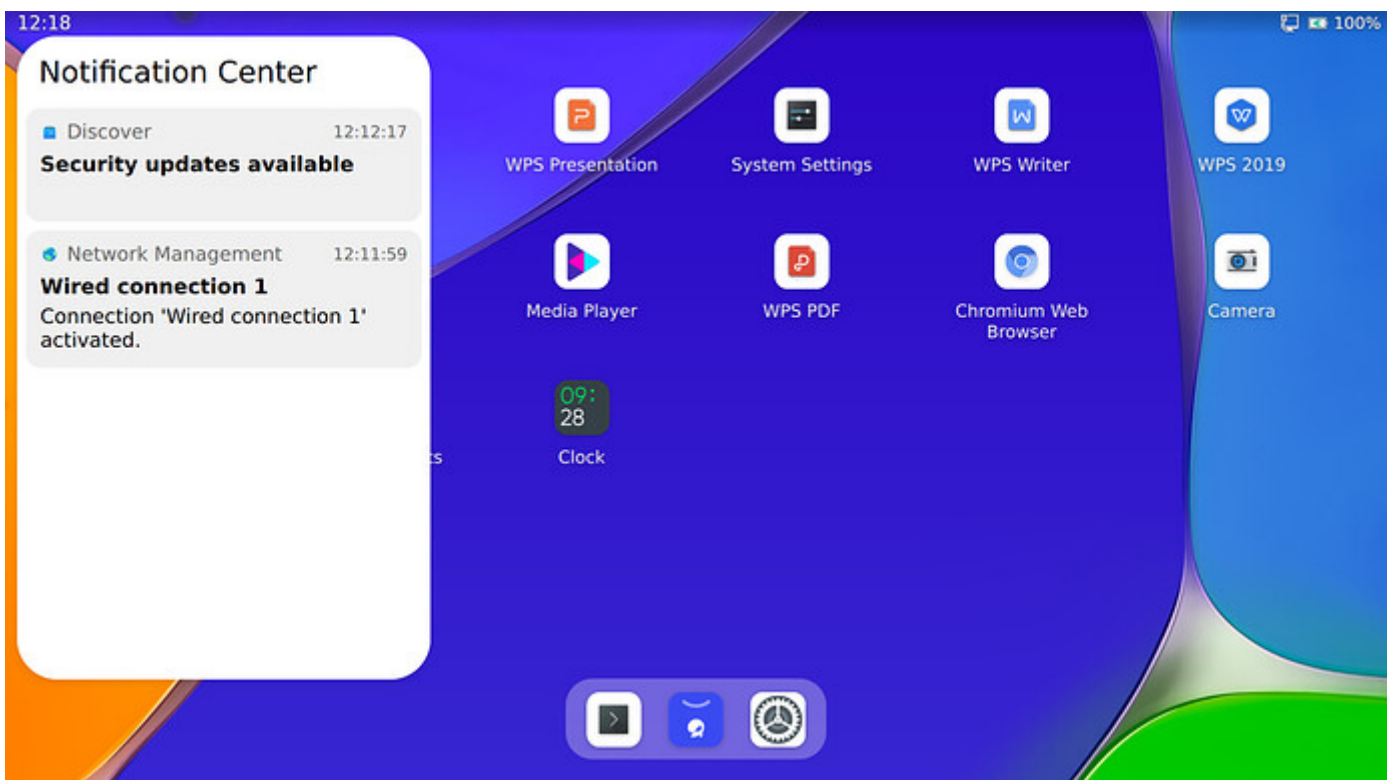 12:18
100%
Notification Center
Discover 12:12:17
Security updates available
Network Management 12:11:59
Wired connection 1
Connection 'Wired connection 1'
activated.
WPS Presentation
System Settings
WPS Writer
WPS 2019
Media Player
WPS PDF
Chromium Web
Browser
Camera
09:
28
ts
Clock